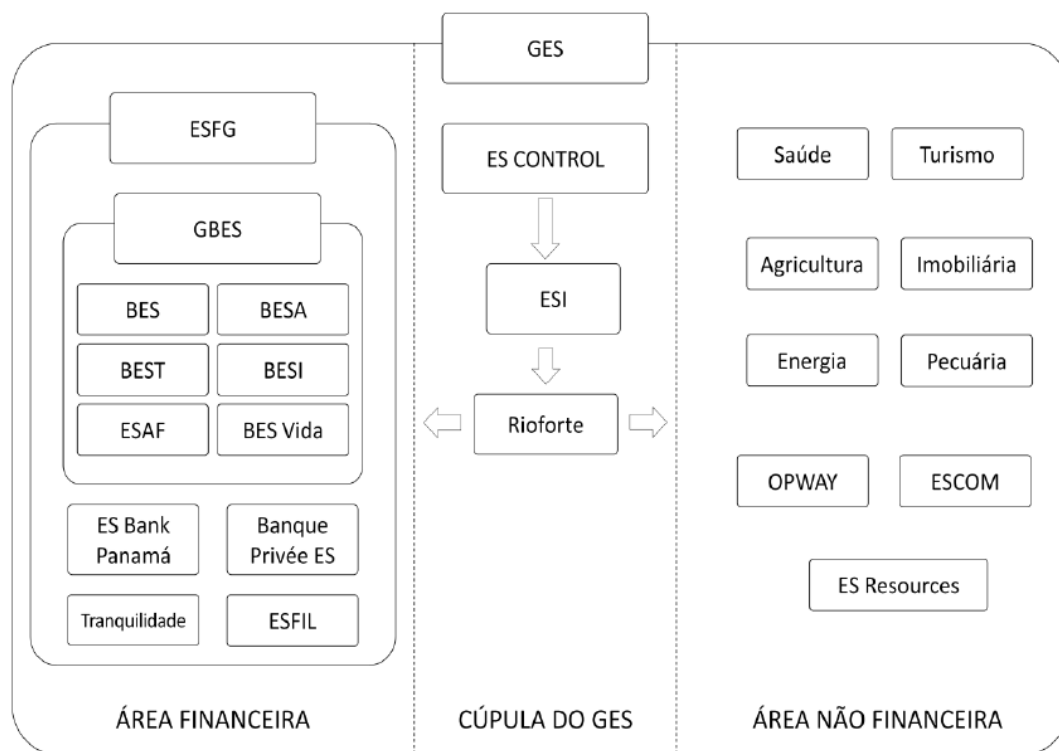 GES
ESFG
GBES
BES
BESA
BEST
BESI
ESAF
BES Vida
ES Bank
Panamá
Banque
Privée ES
Tranquilidade
ESFIL
ÁREA FINANCEIRA
ES CONTROL
ESI
Rioforte
CÚPULA DO GES
Saúde
Turismo
Agricultura
Imobiliária
Energia
Pecuária
OPWAY
ESCOM
ES Resources
ÁREA NÃO FINANCEIRA